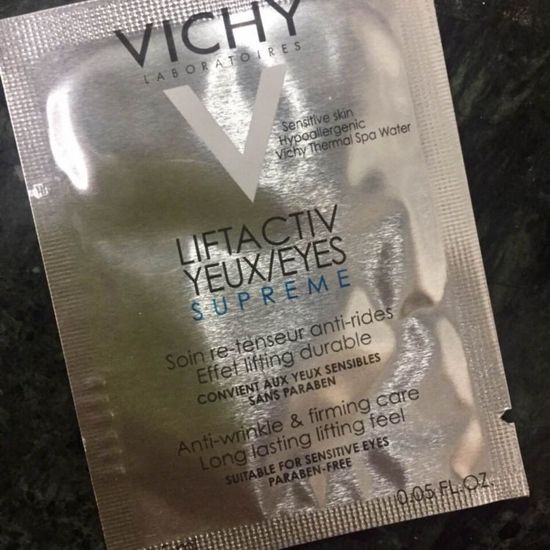 VICHY
LABORATOIRES
V
Sensitive skin
Hypoallergenic
Vichy Thermal Spa Water
LIFTACTIV
YEUX/EYES
SUPREME
Soin re-tenseur anti-rides
Effet lifting durable
CONVIENT AUX YEUX SENSIBLES
SANS PARABEN
Anti-wrinkle & firming care
Long lasting lifting feel
SUITABLE FOR SENSITIVE EYES
PARABEN-FREE
0.05 FL.OZ.